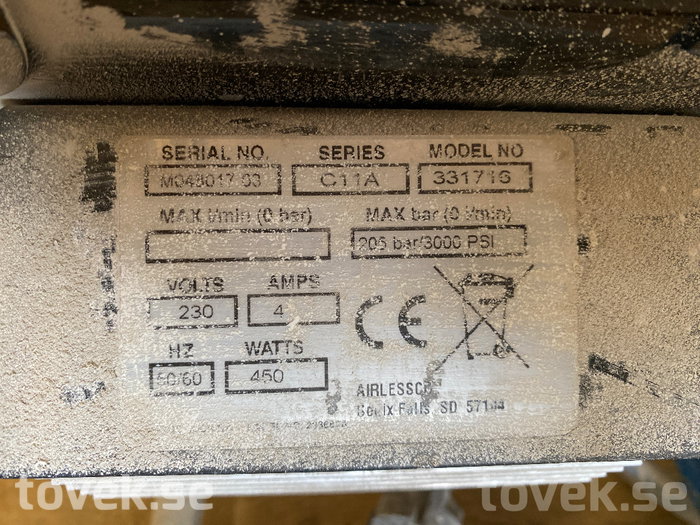 SERIAL NO. SERIES MODEL NO
C11A 331716
MAX l/min (0 bar) MAX bar (0 l/min)
205 bar/3000 PSI
VOLTS AMPS
230 4
CE
HZ WATTS
50/60 450
AIRLESSCO
Falls, SD
tovek.se tovek.se